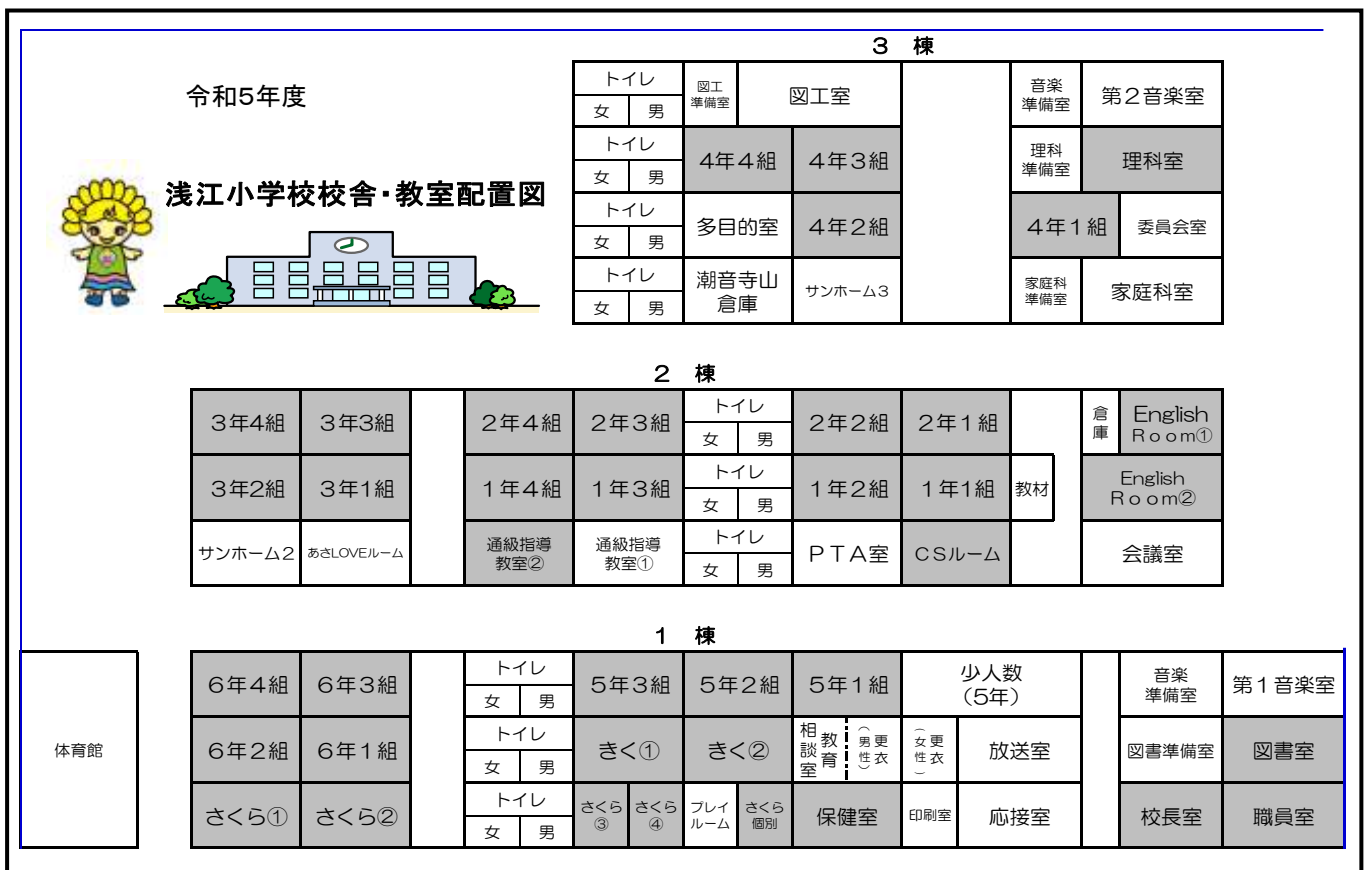 令和5年度
浅江小学校校舎・教室配置図
3 棟
トイレ 図工 図工室 音楽 第2音楽室
女 男 準備室 準備室
トイレ 4年4組 4年3組 理科 理科室
女 男 準備室
トイレ 多目的室 4年2組 4年1組 委員会室
女 男
トイレ 潮音寺山 サンホーム3 家庭科 家庭科室
女 男 倉庫 準備室
2 棟
3年4組 3年3組 2年4組 2年3組 トイレ 2年2組 2年1組 倉庫 English
女 男 Room①
3年2組 3年1組 1年4組 1年3組 トイレ 1年2組 1年1組 教材 English
女 男 Room②
サンホーム2 あさLOVEルーム 通級指導 通級指導 トイレ PTA室 CSルーム 会議室
教室② 教室① 女 男
1 棟
6年4組 6年3組 トイレ 5年3組 5年2組 5年1組 少人数 音楽 第1音楽室
女 男 (5年) 準備室
体育館 6年2組 6年1組 トイレ きく① きく② 教育相談室 更衣(男性) 更衣(女性) 放送室 図書準備室 図書室
女 男
さくら① さくら② トイレ さくら さくら プレイ さくら 保健室 印刷室 応接室 校長室 職員室
女 男 ③ ④ ルーム 個別